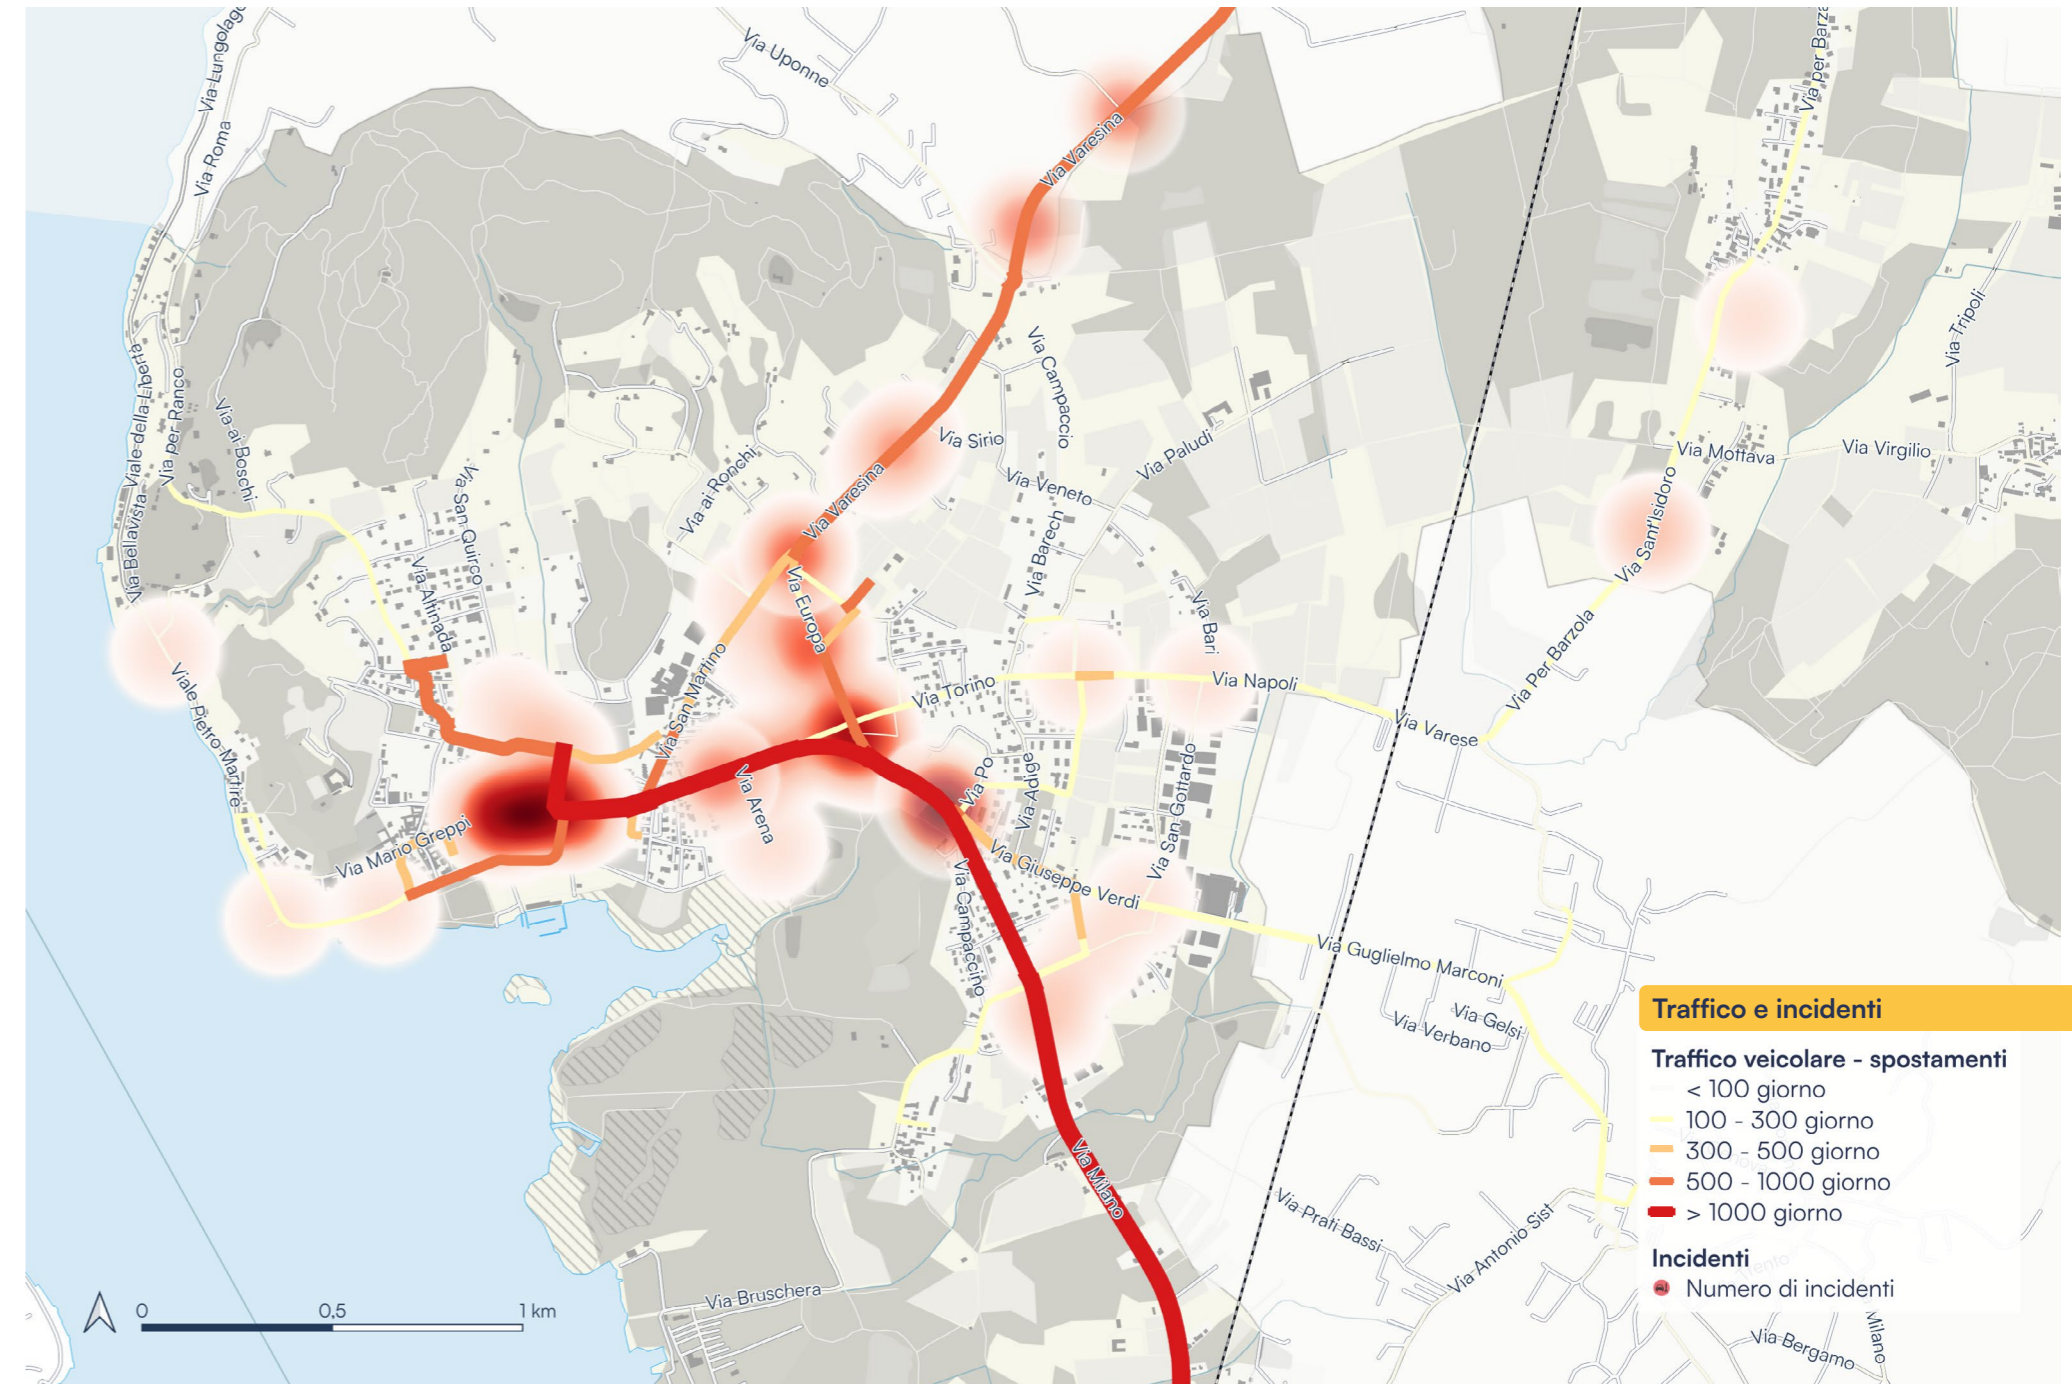 Via Lungolago
Via Uponne
Via per Barza
Via Roma
Via Varesina
Via Tripoli
Viale della Libertà
Via per Ranco
Via ai Boschi
Via Campaccio
Via Sirio
Via Paludi
Via Mottava
Via Virgilio
Via ai Ronchi
Via Veneto
Via San Quirco
Via Varesina
Via Bellavista
Via Barech
Via Sant'Isidoro
Via Altinada
Via Europa
Via Bari
Via Per Barzola
Viale Pietro Martire
Via San Martino
Via Torino
Via Napoli
Via Varese
Via Arena
Via Po
Via Adipe
Via San Gottardo
Via Mario Greppi
Via Giuseppe Verdi
Via Campaccino
Via Guglielmo Marconi
Via Gelsi
Via Verbano
Via Milano
Via Prati Bassi
Via Antonio Sist
Via Bruschera
Via Bergamo
Milano
0
0,5
1 km
Traffico e incidenti
Traffico veicolare - spostamenti
< 100 giorno
100 - 300 giorno
300 - 500 giorno
500 - 1000 giorno
> 1000 giorno
Incidenti
Numero di incidenti